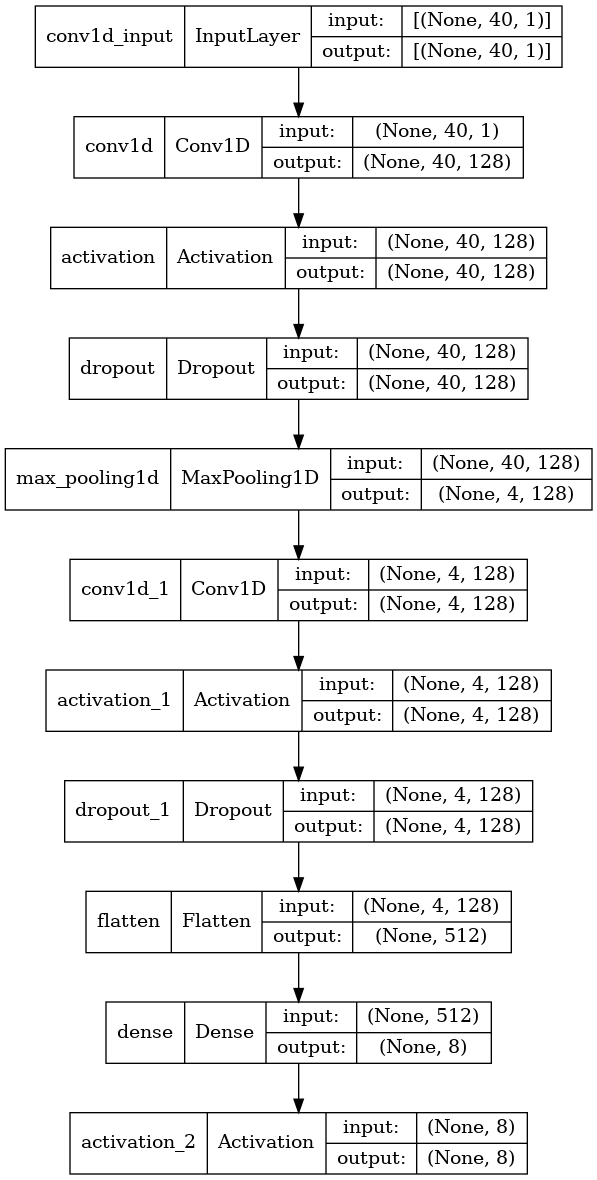 conv1d_input InputLayer input: [(None, 40, 1)]
output: [(None, 40, 1)]
conv1d Conv1D input: (None, 40, 1)
output: (None, 40, 128)
activation Activation input: (None, 40, 128)
output: (None, 40, 128)
dropout Dropout input: (None, 40, 128)
output: (None, 40, 128)
max_pooling1d MaxPooling1D input: (None, 40, 128)
output: (None, 4, 128)
conv1d_1 Conv1D input: (None, 4, 128)
output: (None, 4, 128)
activation_1 Activation input: (None, 4, 128)
output: (None, 4, 128)
dropout_1 Dropout input: (None, 4, 128)
output: (None, 4, 128)
flatten Flatten input: (None, 4, 128)
output: (None, 512)
dense Dense input: (None, 512)
output: (None, 8)
activation_2 Activation input: (None, 8)
output: (None, 8)